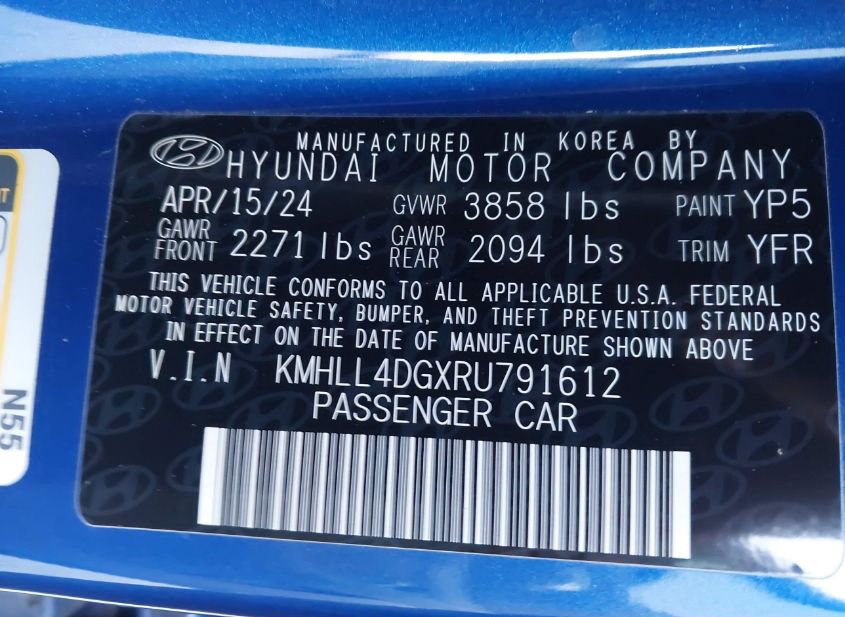 MANUFACTURED IN KOREA BY
HYUNDAI MOTOR COMPANY
APR/15/24 GVWR 3858 lbs PAINT YP5
GAWR FRONT 2271 lbs GAWR REAR 2094 lbs TRIM YFR
THIS VEHICLE CONFORMS TO ALL APPLICABLE U.S.A. FEDERAL
MOTOR VEHICLE SAFETY, BUMPER, AND THEFT PREVENTION STANDARDS
IN EFFECT ON THE DATE OF MANUFACTURE SHOWN ABOVE
V.I.N KMHLL4DGXRU791612
PASSENGER CAR
N55